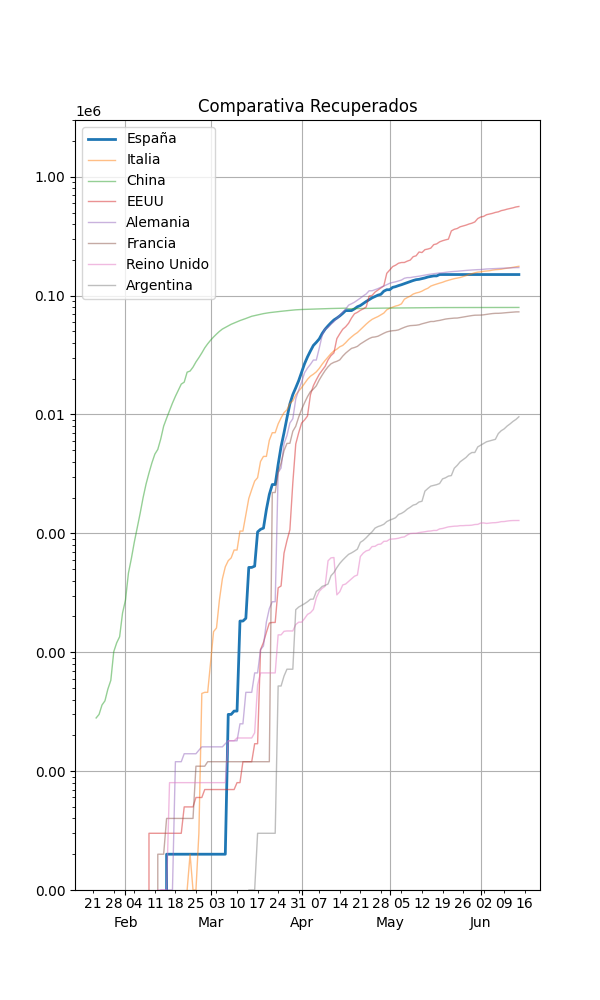 Comparativa Recuperados
1e6
España
Italia
China
EEUU
Alemania
Francia
Reino Unido
Argentina
1.00
0.10
0.01
0.00
0.00
0.00
0.00
21 28 04 11 18 25 03 10 17 24 31 07 14 21 28 05 12 19 26 02 09 16
Feb Mar Apr May Jun